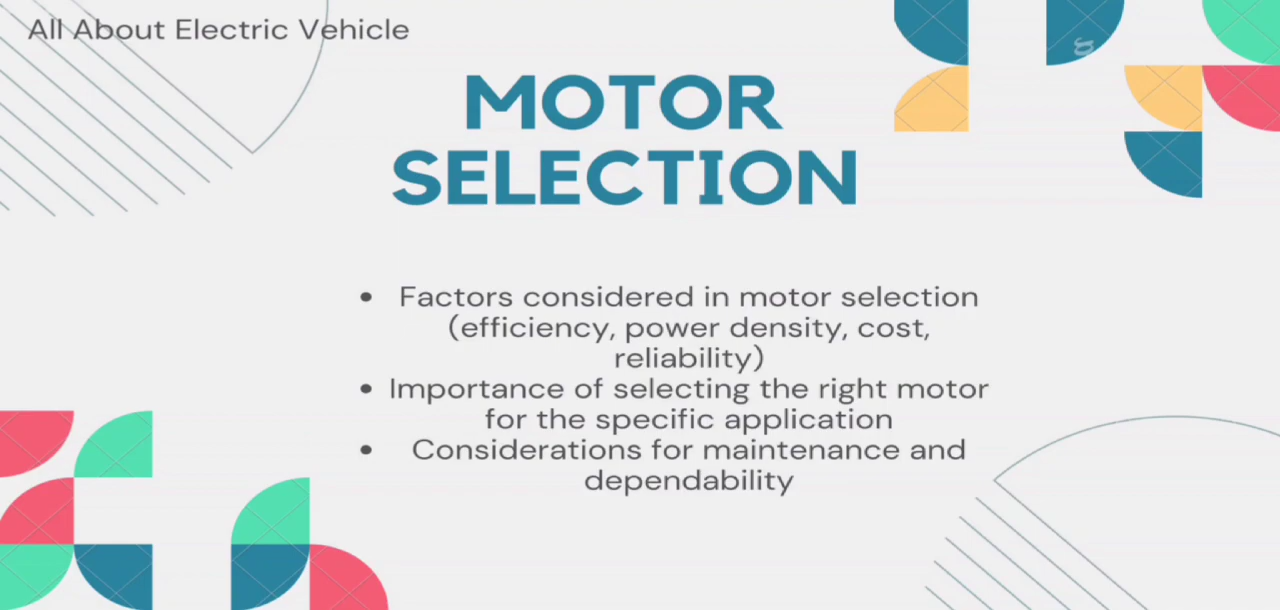 All About Electric Vehicle
MOTOR
SELECTION
• Factors considered in motor selection
(efficiency, power density, cost,
reliability)
• Importance of selecting the right motor
for the specific application
• Considerations for maintenance and
dependability